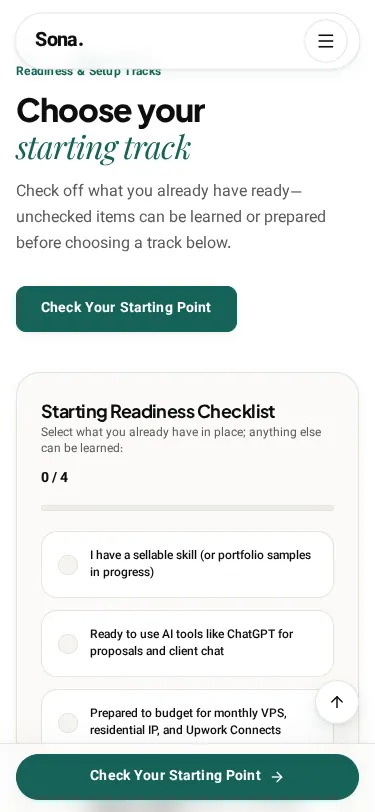 Sona.
Readiness & Setup Tracks
Choose your
starting track
Check off what you already have ready—
unchecked items can be learned or prepared
before choosing a track below.
Check Your Starting Point
Starting Readiness Checklist
Select what you already have in place; anything else
can be learned:
0 / 4
I have a sellable skill (or portfolio samples
in progress)
Ready to use AI tools like ChatGPT for
proposals and client chat
Prepared to budget for monthly VPS,
residential IP, and Upwork Connects
Check Your Starting Point →